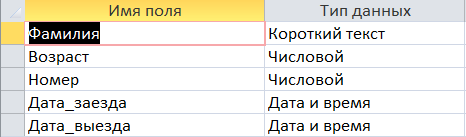 Имя поля Тип данных
Фамилия Короткий текст
Возраст Числовой
Номер Числовой
Дата_заезда Дата и время
Дата_выезда Дата и время